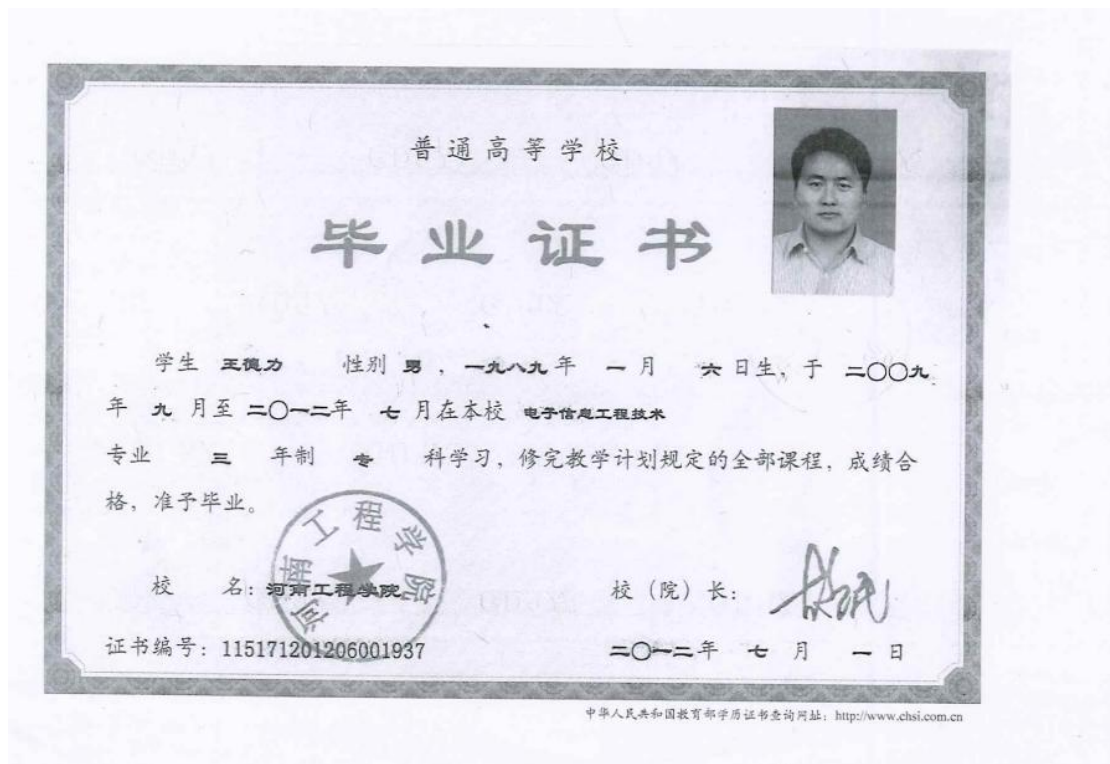 普通高等学校
毕业证书
学生 王德力 性别 男，一九八九年 一月 六日生，于 二〇〇九
年 九 月至 二〇一二年 七 月在本校 电子信息工程技术
专业 三 年制 专 科学习，修完教学计划规定的全部课程，成绩合
格，准予毕业。
河南工程学院
校 名：河南工程学院 校（院）长：
证书编号：115171201206001937 二〇一二年 七 月 一 日
中华人民共和国教育部学历证书查询网址：http://www.chsi.com.cn